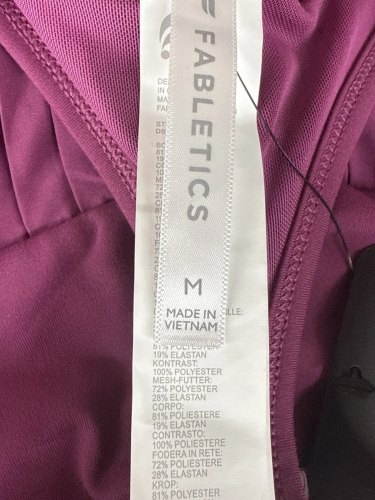 FABLETICS
M
MADE IN
VIETNAM
81% POLYESTER
19% ELASTAN
KONTRAST:
100% POLYESTER
MESH-FUTTER:
72% POLYESTER
28% ELASTAN
CORPO:
81% POLIESTERE
19% ELASTAN
CONTRASTO:
100% POLIESTERE
FODERA IN RETE:
72% POLIESTERE
28% ELASTAN
KROP:
81% POLYESTER